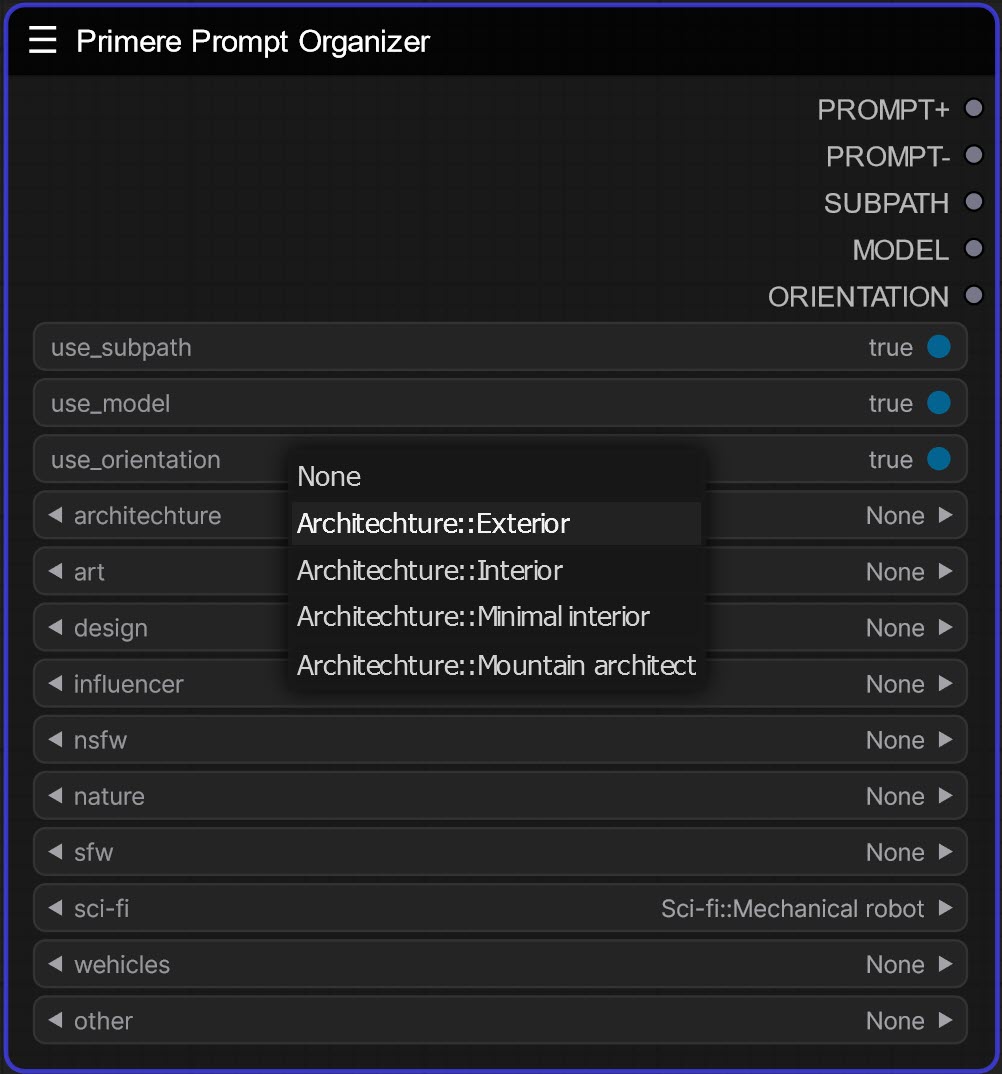 Primere Prompt Organizer
PROMPT+
PROMPT-
SUBPATH
MODEL
ORIENTATION
use_subpath true
use_model true
use_orientation true
None
architechture None
Architechture::Exterior
Architechture::Interior
art None
Architechture::Minimal interior
design None
Architechture::Mountain architect
influencer None
nsfw None
nature None
sfw None
sci-fi Sci-fi::Mechanical robot
wehicles None
other None